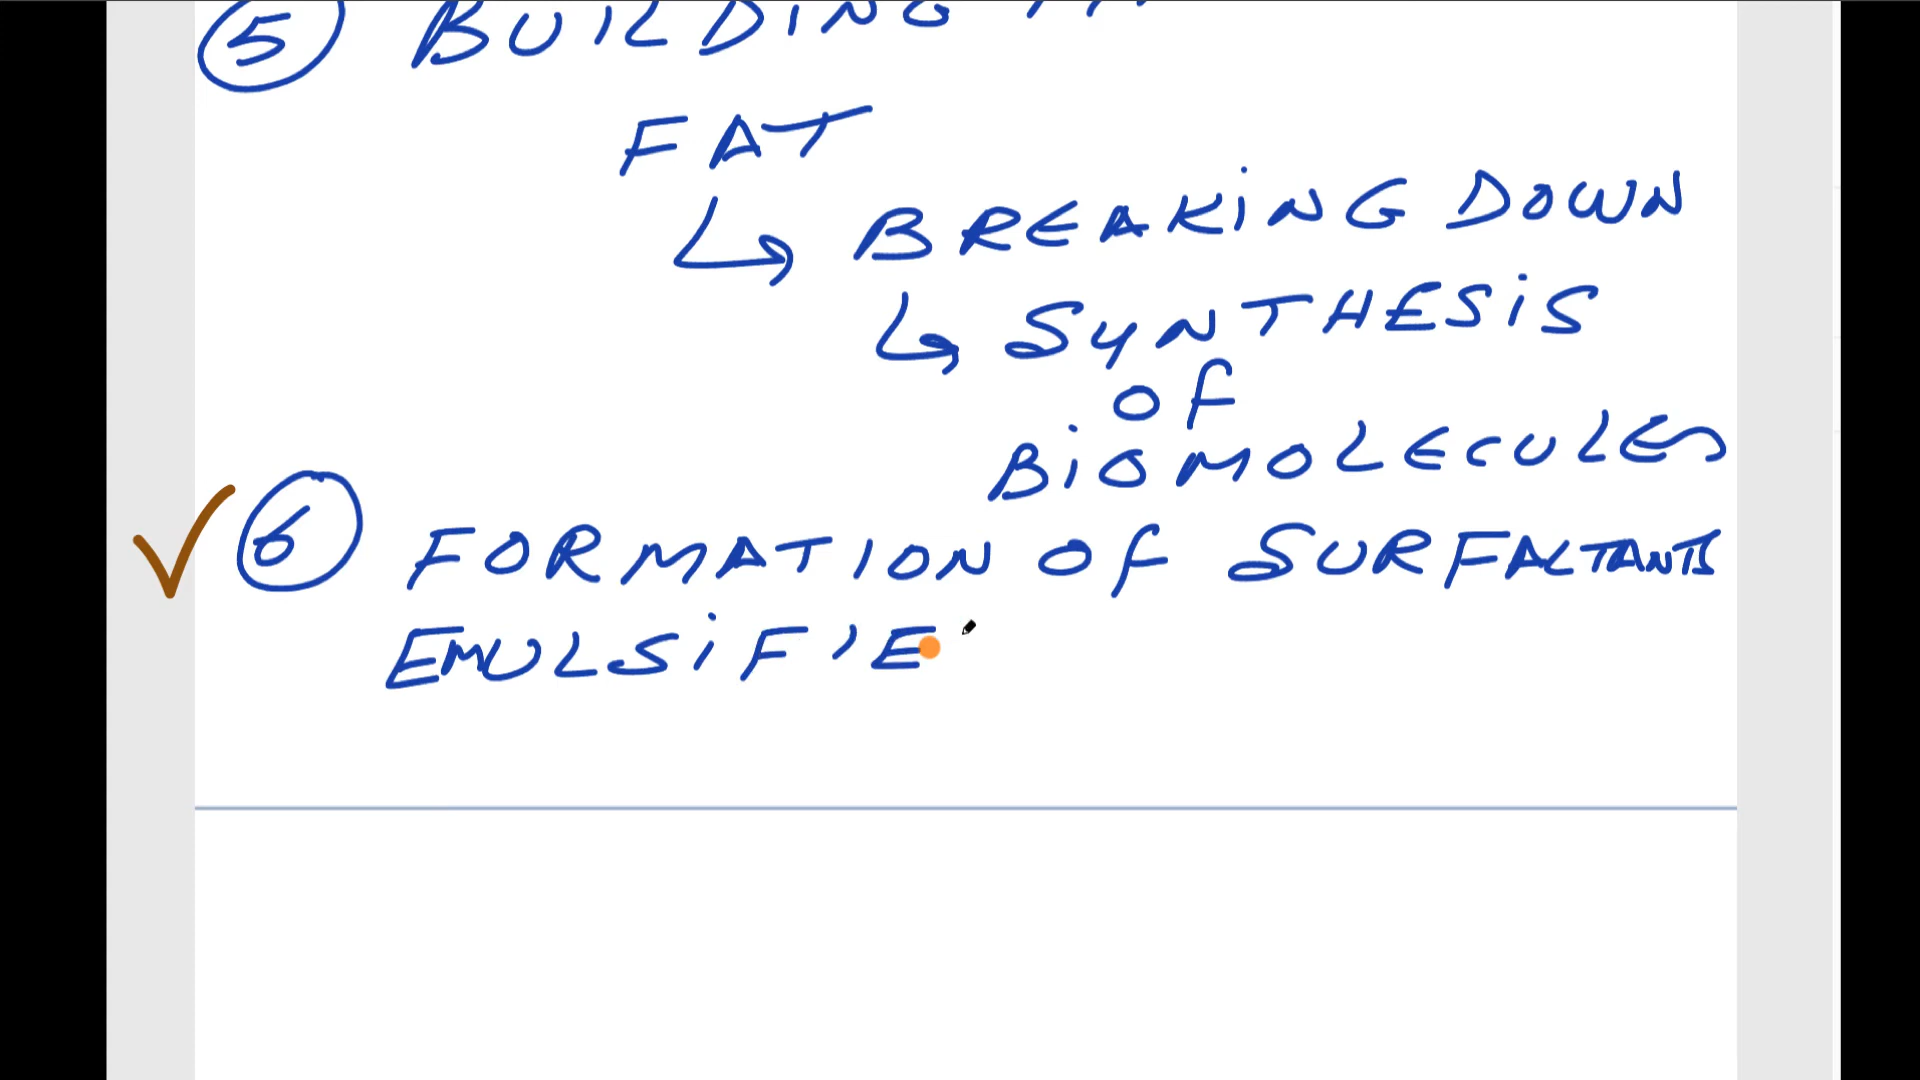 5 BUILDING
FAT
↳ BREAKING DOWN
↳ SYNTHESIS
OF
BIOMOLECULES
6 FORMATION OF SURFACTANTS
EMULSIFIE